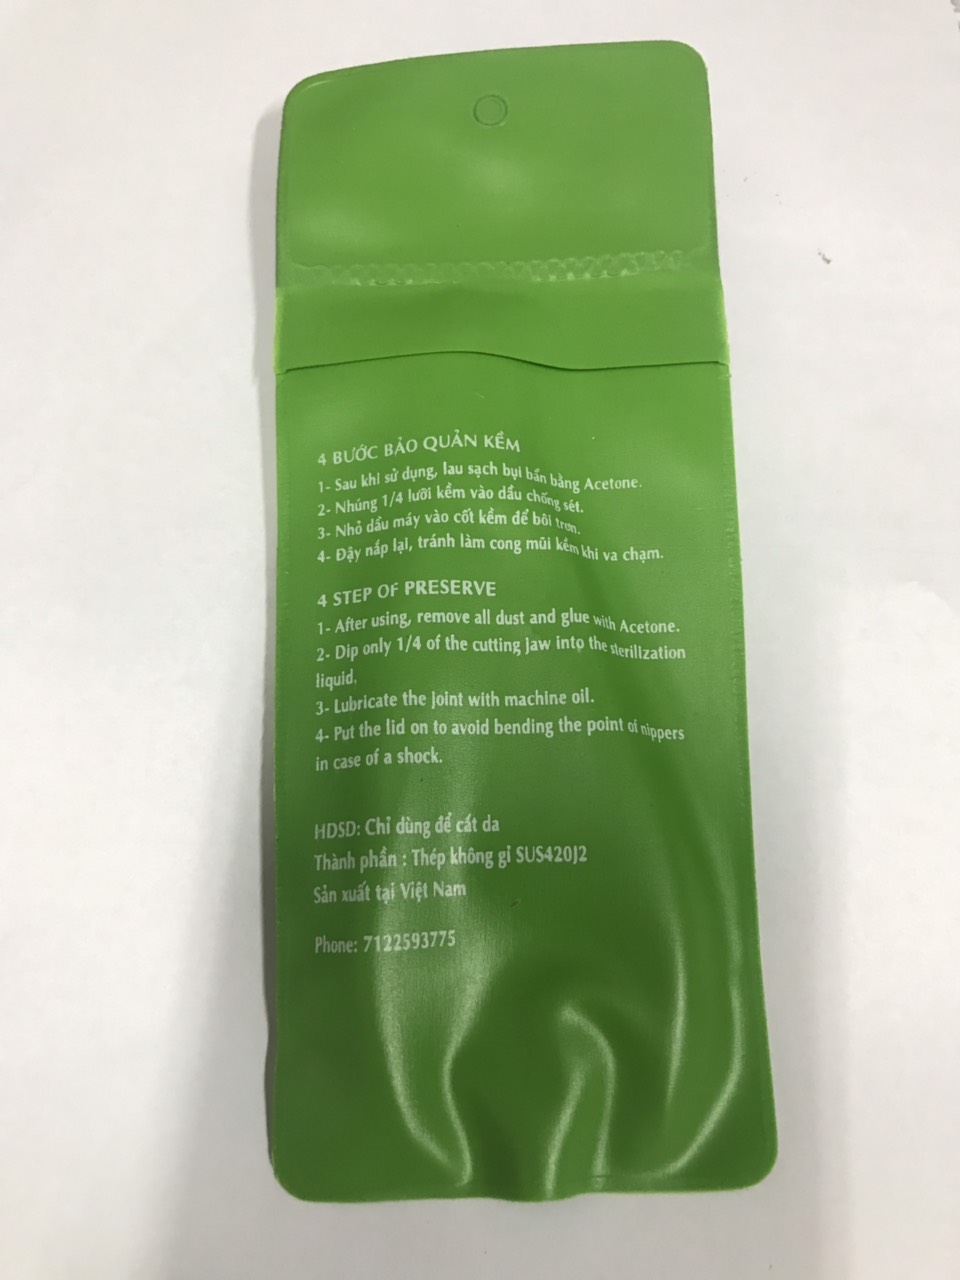 4 BƯỚC BẢO QUẢN KỀM
1- Sau khi sử dụng, lau sạch bụi bẩn bằng Acetone.
2- Nhúng 1/4 lưỡi kềm vào dầu chống sét.
3- Nhỏ dầu máy vào cốt kềm để bôi trơn.
4- Đậy nắp lại, tránh làm cong mũi kềm khi va chạm.
4 STEP OF PRESERVE
1- After using, remove all dust and glue with Acetone.
2- Dip only 1/4 of the cutting jaw into the sterilization
liquid.
3- Lubricate the joint with machine oil.
4- Put the lid on to avoid bending the point of nippers
in case of a shock.
HDSD: Chỉ dùng để cắt da
Thành phần : Thép không gỉ SUS420J2
Sản xuất tại Việt Nam
Phone: 7122593775